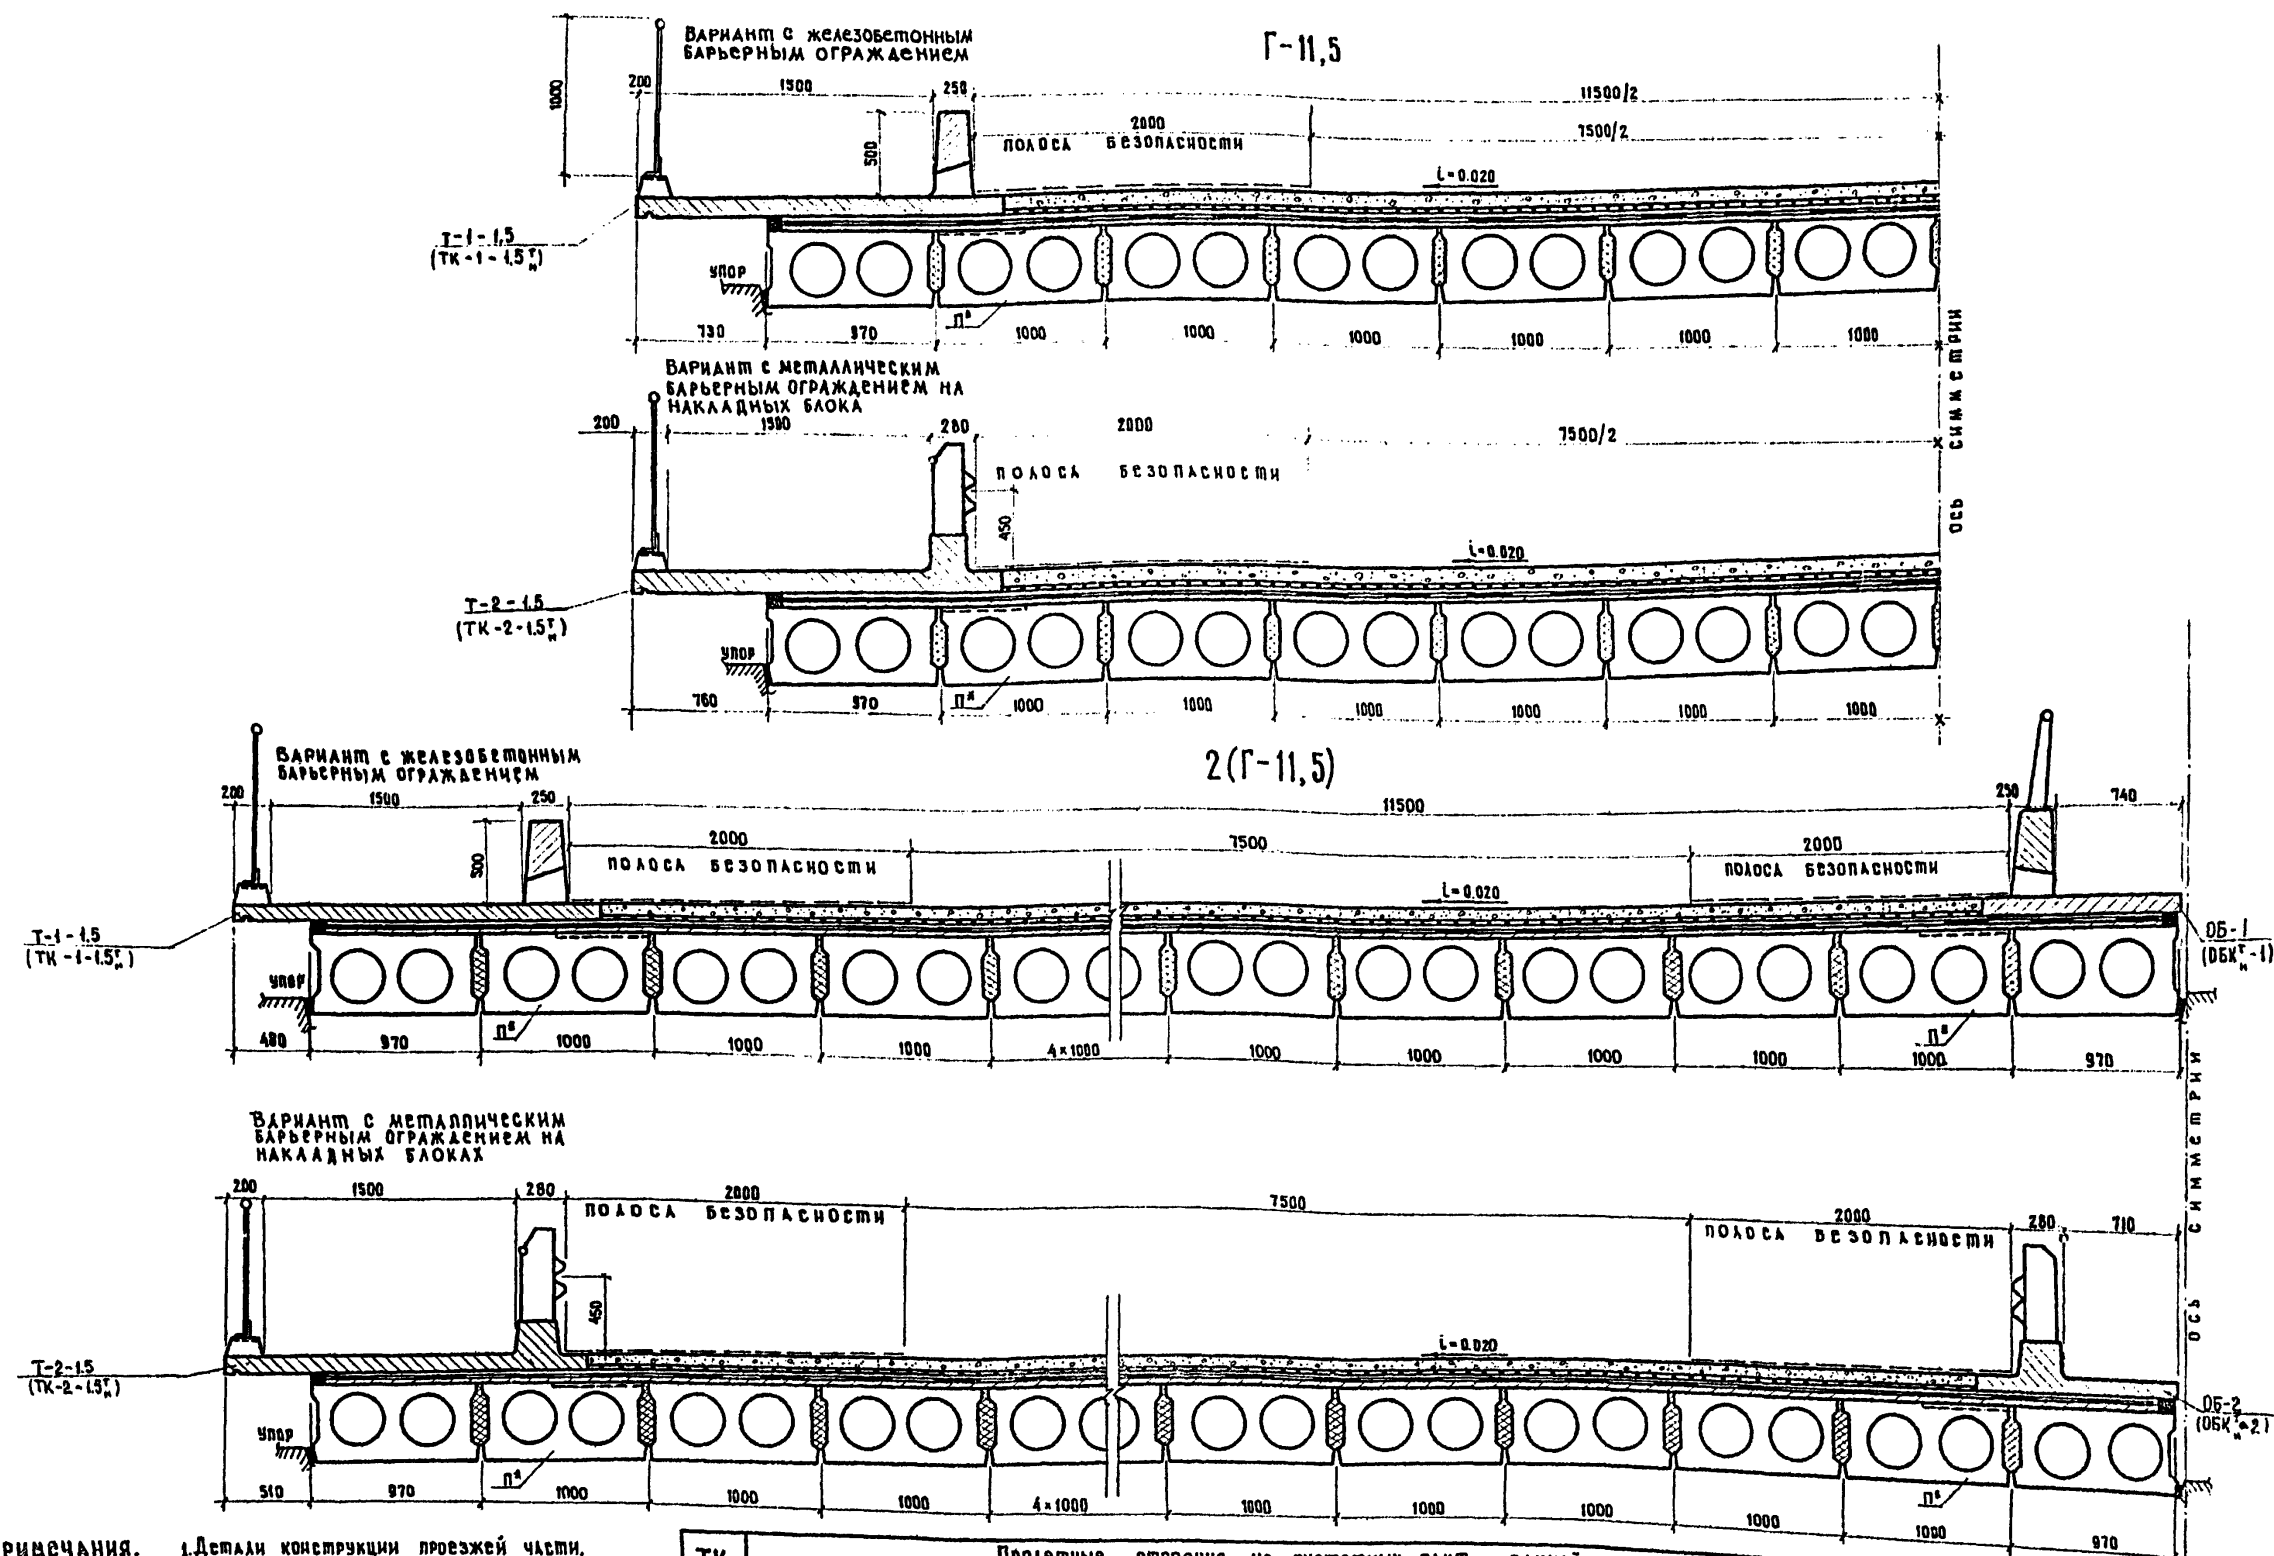 Вариант с железобетонным
барьерным ограждением
Г-11,5
200
1500
250
11500/2
1000
500
2000
7500/2
полоса безопасности
i=0.020
Т-1-1,5
(ТК-1-1,5 т н)
упор
730
970
1000
1000
1000
1000
1000
1000
Вариант с металлическим
барьерным ограждением на
накладных блока
200
1500
280
2000
7500/2
полоса безопасности
450
i=0.020
Т-2-1.5
(ТК-2-1.5 т н)
упор
760
970
1000
1000
1000
1000
1000
1000
ось симметрии
2(Г-11,5)
Вариант с железобетонным
барьерным ограждением
200
1500
250
11500
250
740
500
2000
7500
2000
полоса безопасности
полоса безопасности
i=0.020
Т-1-1.5
(ТК-1-1.5 т н)
ОБ-1
(ОБК т н-1)
упор
480
970
1000
1000
1000
4×1000
1000
1000
1000
1000
1000
970
Вариант с металлическим
барьерным ограждением на
накладных блоках
200
1500
280
2000
7500
2000
280
710
полоса безопасности
полоса безопасности
450
i=0.020
Т-2-1.5
(ТК-2-1.5 т н)
ОБ-2
(ОБК т н-2)
упор
510
970
1000
1000
1000
4×1000
1000
1000
1000
1000
1000
970
ось симметрии
римечания. 1. Детали конструкции проезжей части,
ТК